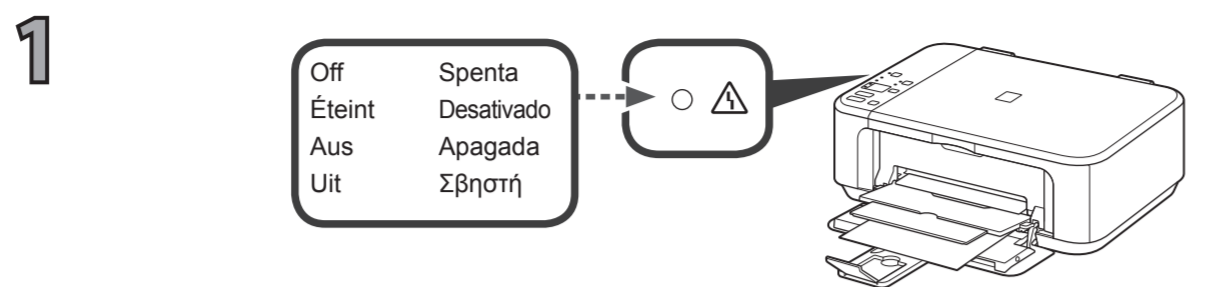 1
Off Spenta
Éteint Desativado
Aus Apagada
Uit Σβηστή